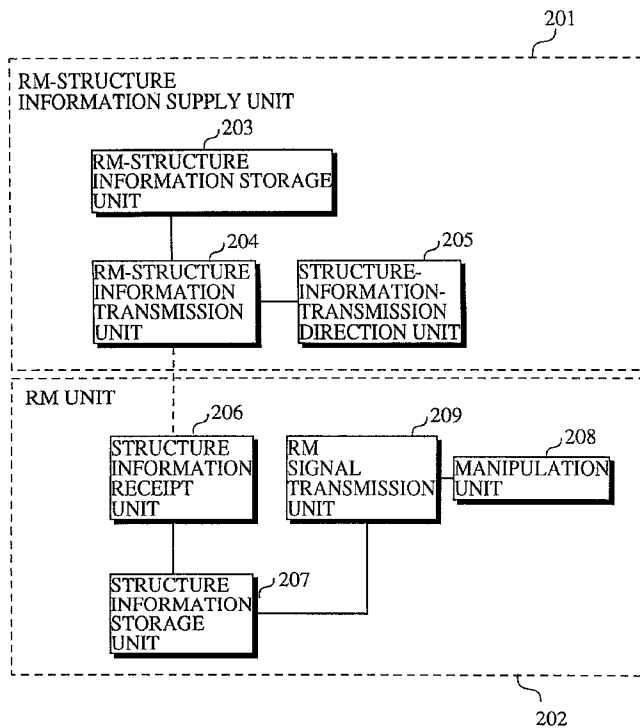 201
RM-STRUCTURE
INFORMATION SUPPLY UNIT
203
RM-STRUCTURE
INFORMATION STORAGE
UNIT
204
RM-STRUCTURE
INFORMATION
TRANSMISSION
UNIT
205
STRUCTURE-
INFORMATION-
TRANSMISSION
DIRECTION UNIT
RM UNIT
206
STRUCTURE
INFORMATION
RECEIPT
UNIT
209
RM
SIGNAL
TRANSMISSION
UNIT
208
MANIPULATION
UNIT
207
STRUCTURE
INFORMATION
STORAGE
UNIT
202